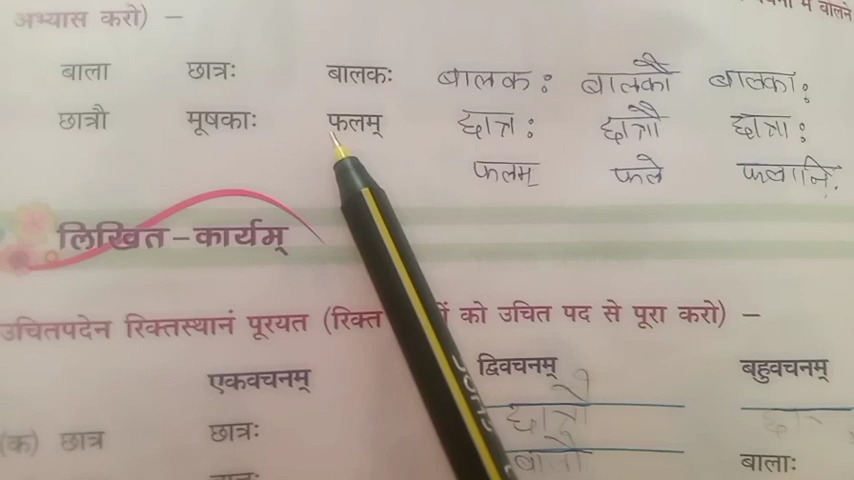 में बोलने
अभ्यास करो) –
बाला छात्रः बालकः बालकः बालकौ बालकाः
छात्रौ मूषकाः फलम् छात्रः छात्रौ छात्राः
फलम् फले फलानि.
लिखित-कार्यम्
उचितपदेन रिक्तस्थानं पूरयत (रिक्त को उचित पद से पूरा करो) –
एकवचनम् द्विवचनम् बहुवचनम्
(क) छात्र छात्रः छात्रौ
बालौ बालाः